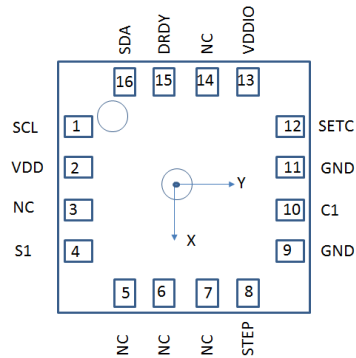 SDA DRDY NC VDDIO
16 15 14 13
SCL 1 12 SETC
VDD 2 11 GND
Y
NC 3 10 C1
X
S1 4 9 GND
5 6 7 8
NC NC NC STEP